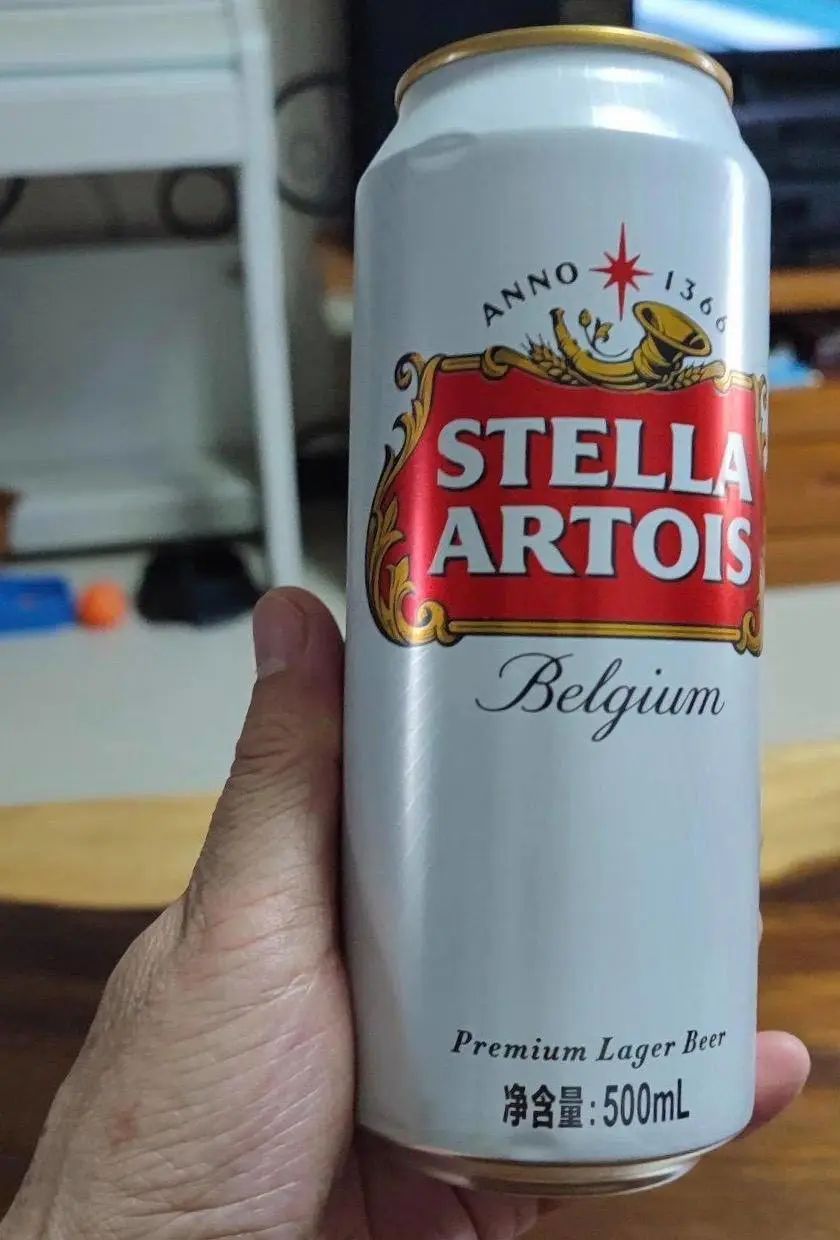 ANNO 1366
STELLA
ARTOIS
Belgium
Premium Lager Beer
净含量:500mL